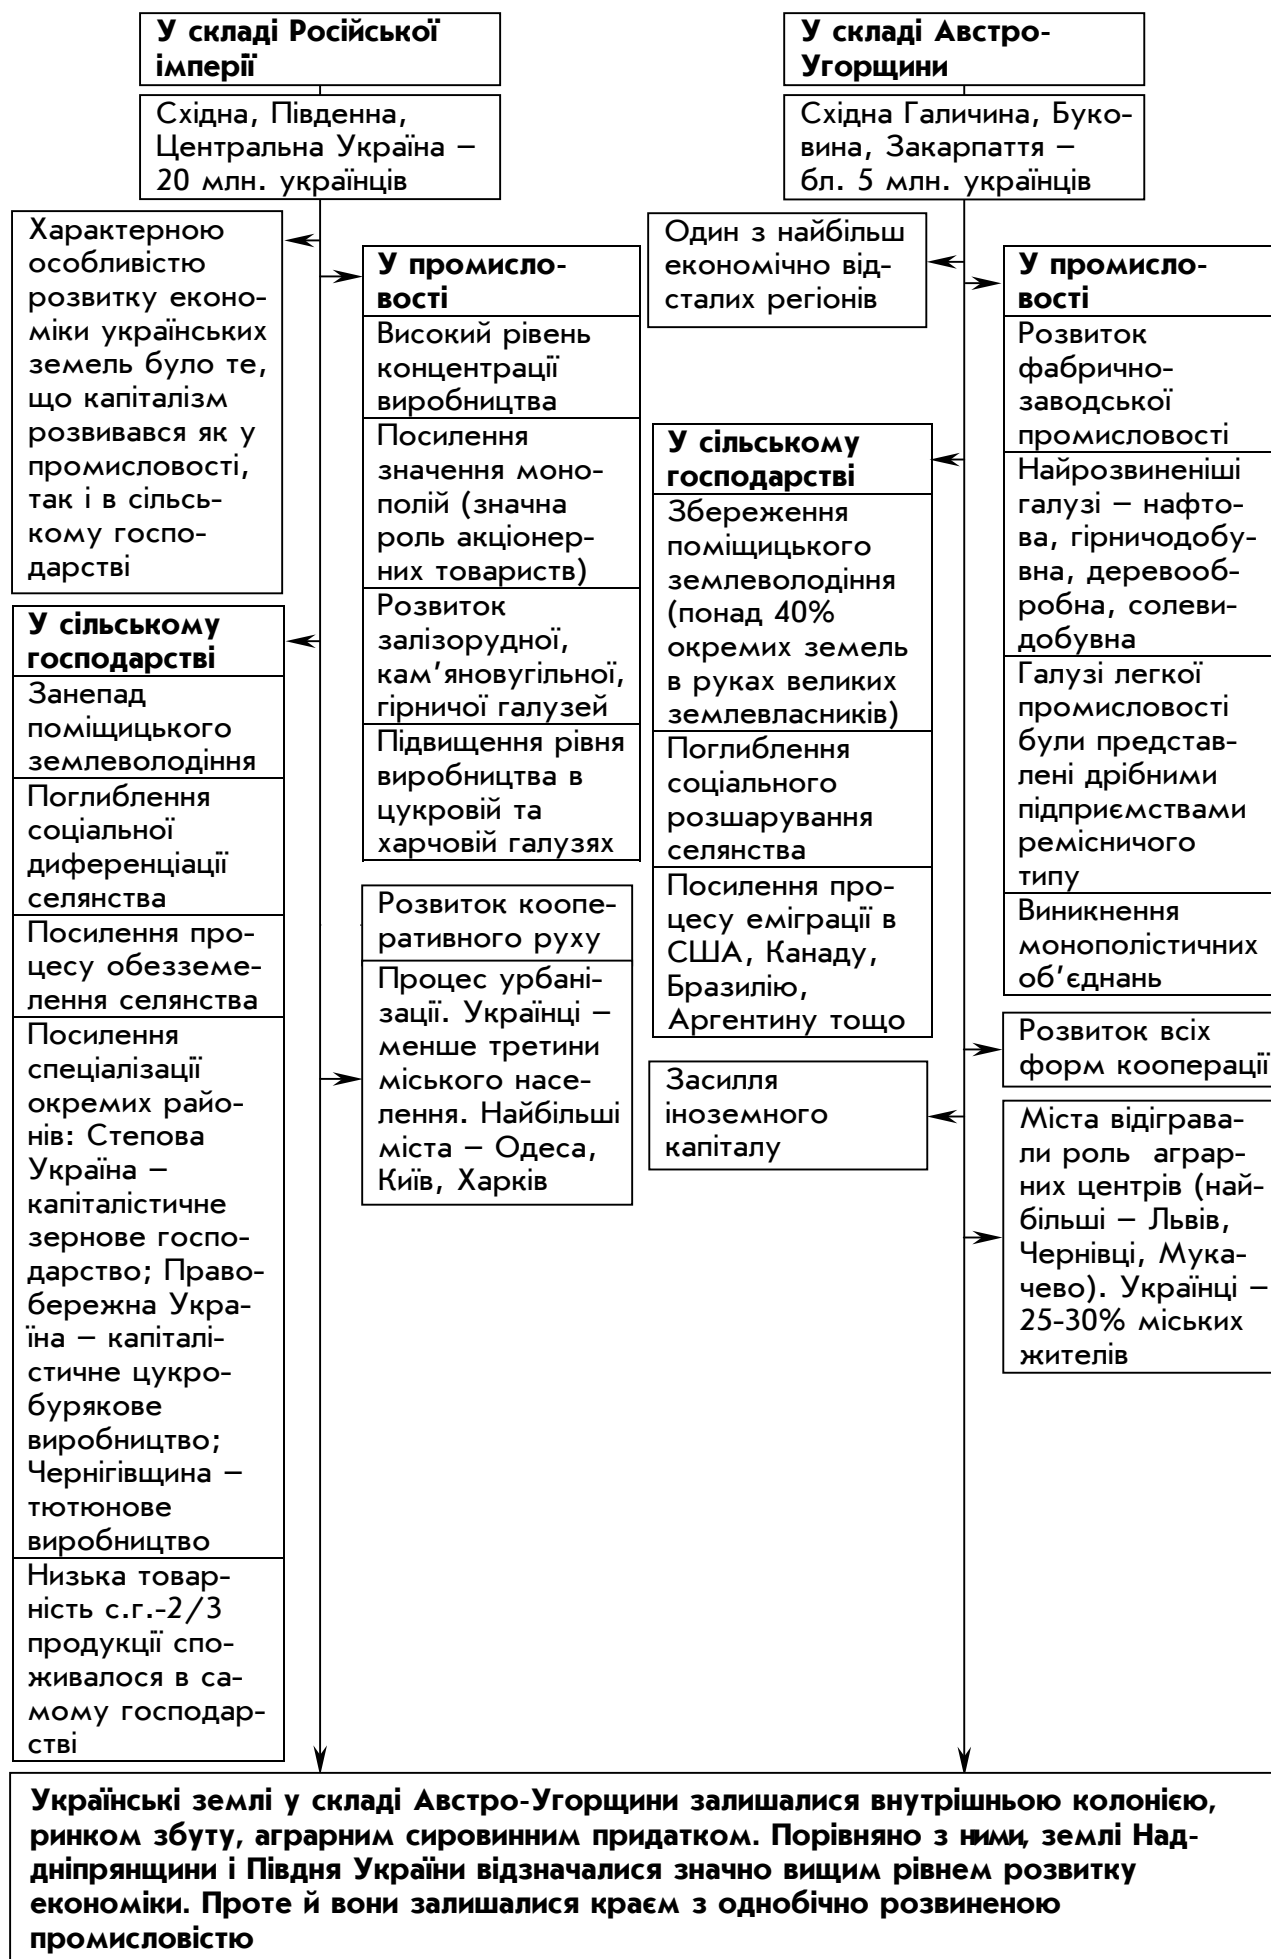 У складі Російської
імперії
Східна, Південна,
Центральна Україна –
20 млн. українців
Характерною
особливістю
розвитку еконо-
міки українських
земель було те,
що капіталізм
розвивався як у
промисловості,
так і в сільсь-
кому госпо-
дарстві
У сільському
господарстві
Занепад
поміщицького
землеволодіння
Поглиблення
соціальної
диференціації
селянства
Посилення про-
цесу обезземе-
лення селянства
Посилення
спеціалізації
окремих райо-
нів: Степова
Україна –
капіталістичне
зернове госпо-
дарство; Право-
бережна Укра-
їна – капіталі-
стичне цукро-
бурякове
виробництво;
Чернігівщина –
тютюнове
виробництво
Низька товар-
ність с.г.-2/3
продукції спо-
живалося в са-
мому господар-
стві
У промисло-
вості
Високий рівень
концентрації
виробництва
Посилення
значення моно-
полій (значна
роль акціонер-
них товариств)
Розвиток
залізорудної,
кам’яновугільної,
гірничої галузей
Підвищення рівня
виробництва в
цукровій та
харчовій галузях
Розвиток коопе-
ративного руху
Процес урбані-
зації. Українці –
менше третини
міського насе-
лення. Найбільші
міста – Одеса,
Київ, Харків
У складі Австро-
Угорщини
Східна Галичина, Буко-
вина, Закарпаття –
бл. 5 млн. українців
Один з найбільш
економічно від-
сталих регіонів
У сільському
господарстві
Збереження
поміщицького
землеволодіння
(понад 40%
окремих земель
в руках великих
землевласників)
Поглиблення
соціального
розшарування
селянства
Посилення про-
цесу еміграції в
США, Канаду,
Бразилію,
Аргентину тощо
Засилля
іноземного
капіталу
У промисло-
вості
Розвиток
фабрично-
заводської
промисловості
Найрозвиненіші
галузі – нафто-
ва, гірничодобу-
вна, деревооб-
робна, солеви-
добувна
Галузі легкої
промисловості
були представ-
лені дрібними
підприємствами
ремісничого
типу
Виникнення
монополістичних
об’єднань
Розвиток всіх
форм кооперації
Міста відіграва-
ли роль аграр-
них центрів (най-
більші – Львів,
Чернівці, Мука-
чево). Українці –
25-30% міських
жителів
Українські землі у складі Австро-Угорщини залишалися внутрішньою колонією,
ринком збуту, аграрним сировинним придатком. Порівняно з ними, землі Над-
дніпрянщини і Півдня України відзначалися значно вищим рівнем розвитку
економіки. Проте й вони залишалися краєм з однобічно розвиненою
промисловістю